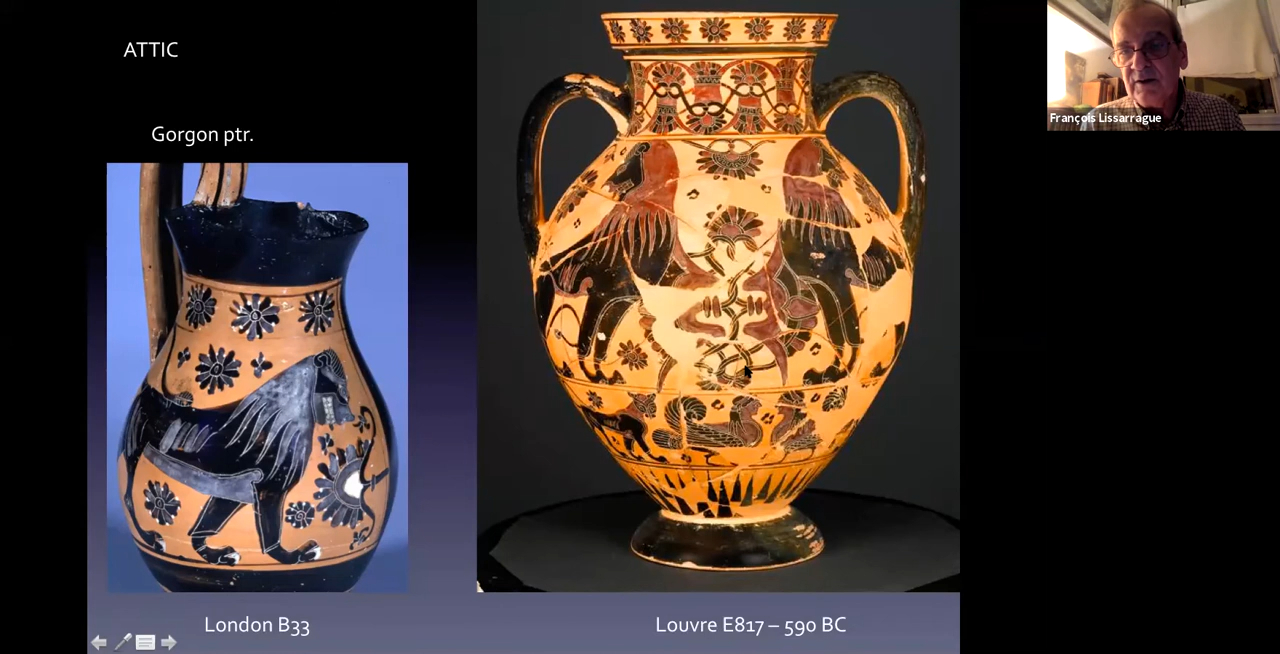 ATTIC
Gorgon ptr.
François Lissarrague
London B33
Louvre E817 – 590 BC